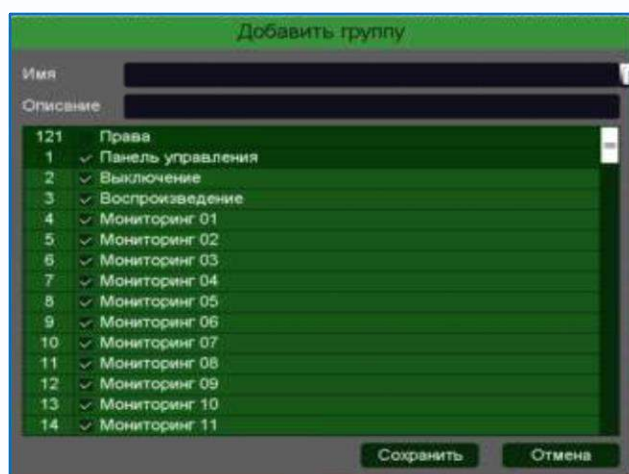 Добавить группу
Имя
Описание
121 Права
1 Панель управления
2 Выключение
3 Воспроизведение
4 Мониторинг 01
5 Мониторинг 02
6 Мониторинг 03
7 Мониторинг 04
8 Мониторинг 05
9 Мониторинг 06
10 Мониторинг 07
11 Мониторинг 08
12 Мониторинг 09
13 Мониторинг 10
14 Мониторинг 11
Сохранить Отмена